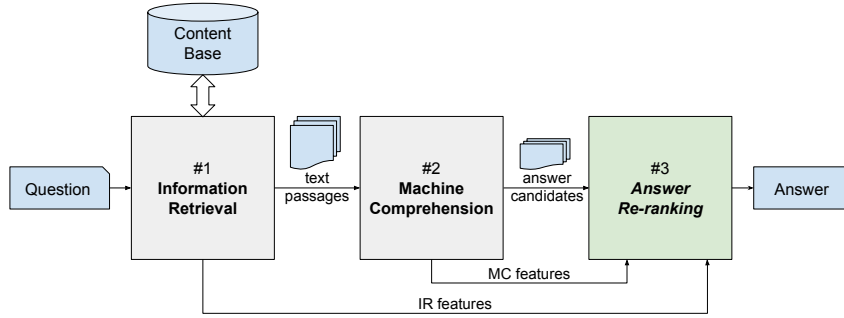 Content
Base
Question
#1
Information
Retrieval
text
passages
#2
Machine
Comprehension
answer
candidates
#3
Answer
Re-ranking
Answer
MC features
IR features